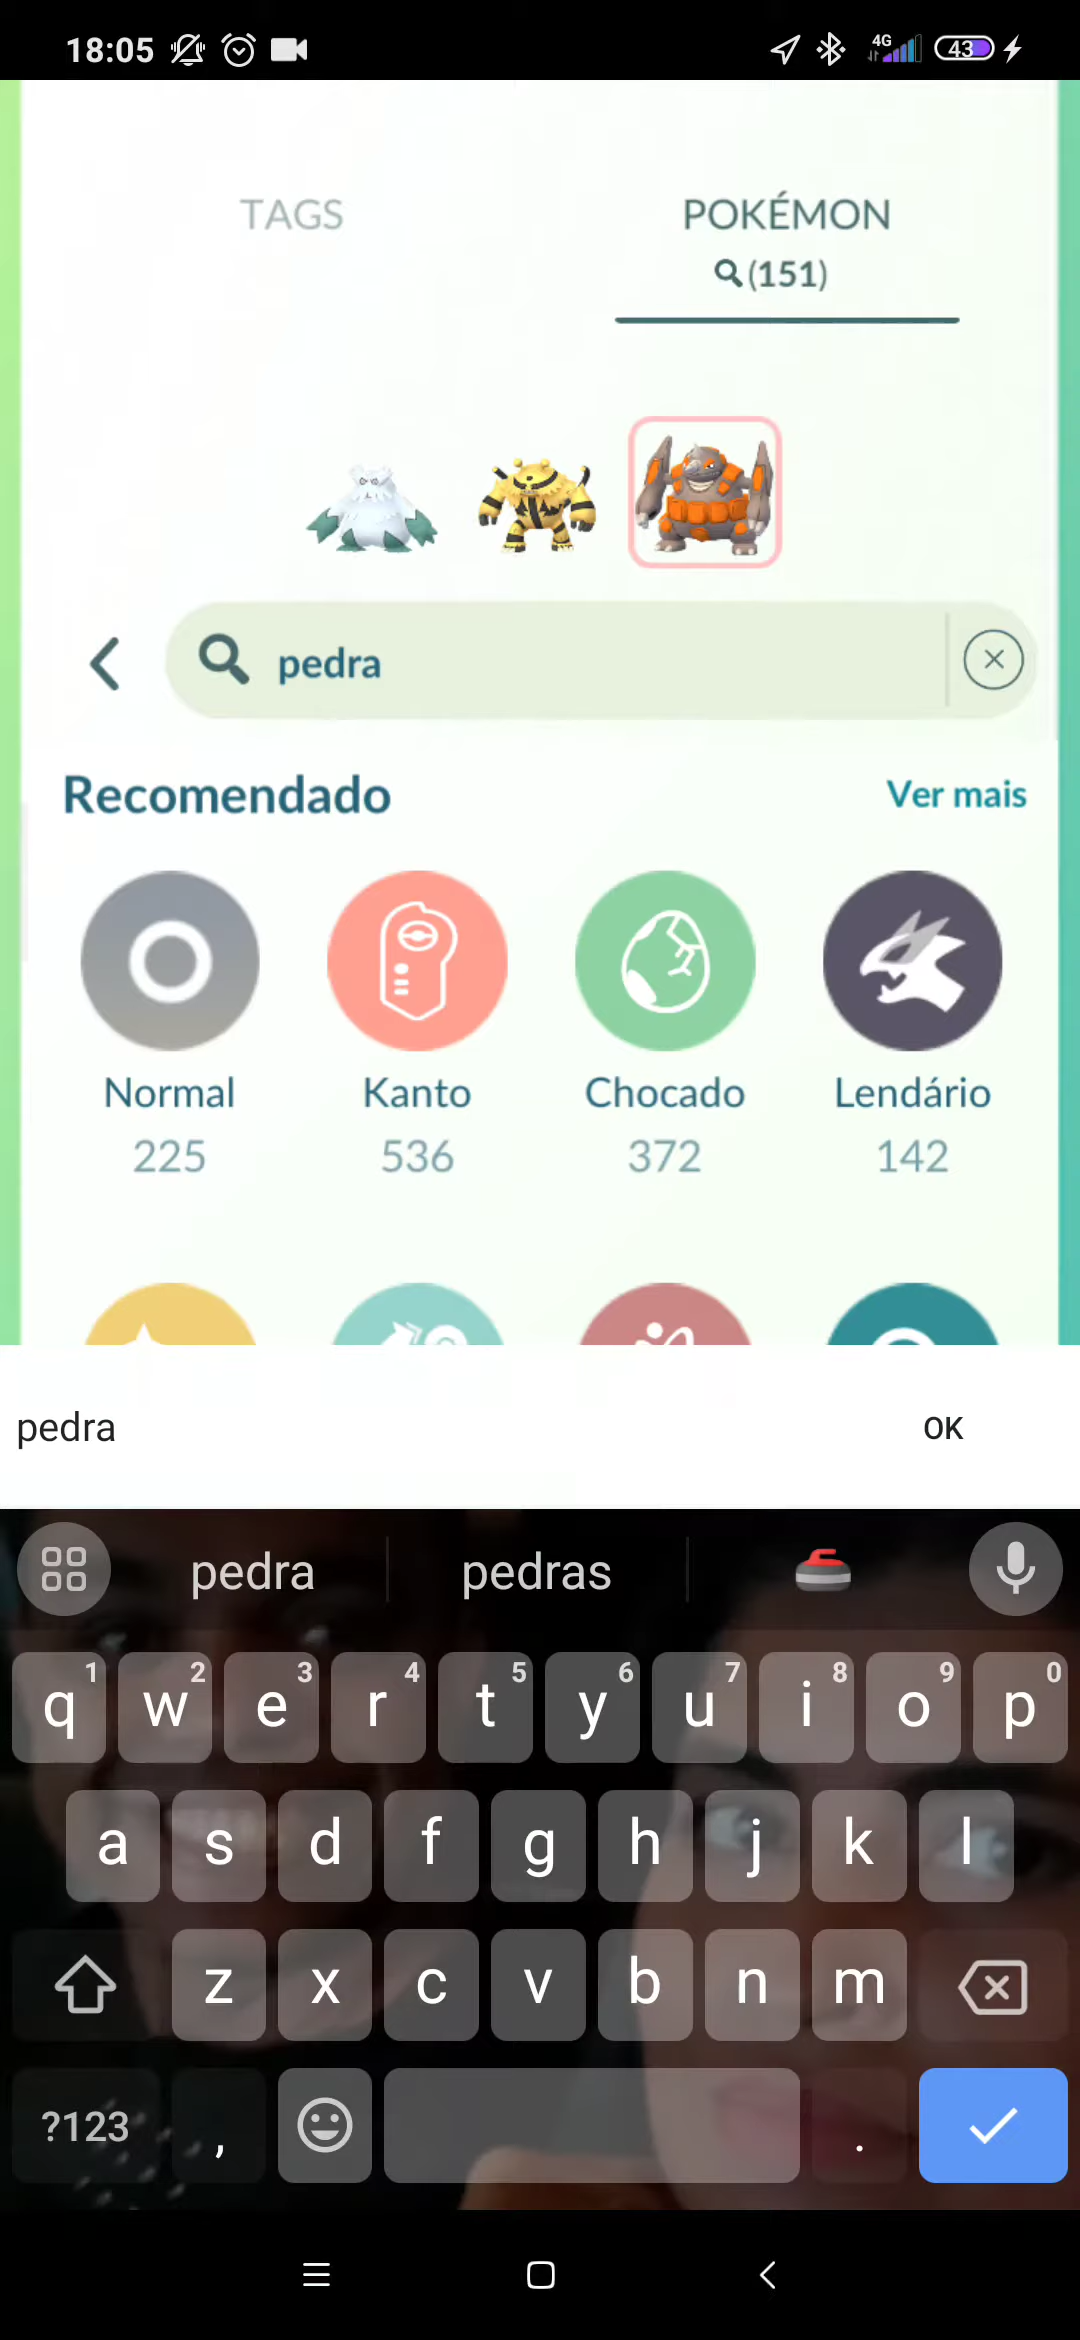 18:05
4G
43
TAGS
POKÉMON
(151)
pedra
Recomendado
Ver mais
Normal
Kanto
Chocado
Lendário
225
536
372
142
pedra
OK
pedra
pedras
1 2 3 4 5 6 7 8 9 0
q w e r t y u i o p
a s d f g h j k l
z x c v b n m
?123 , .